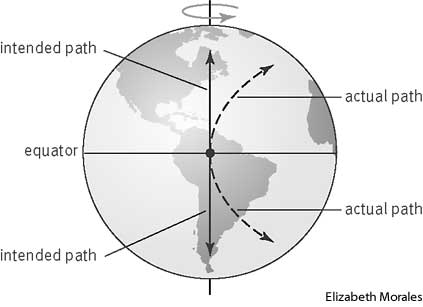 intended path
actual path
equator
actual path
intended path
Elizabeth Morales